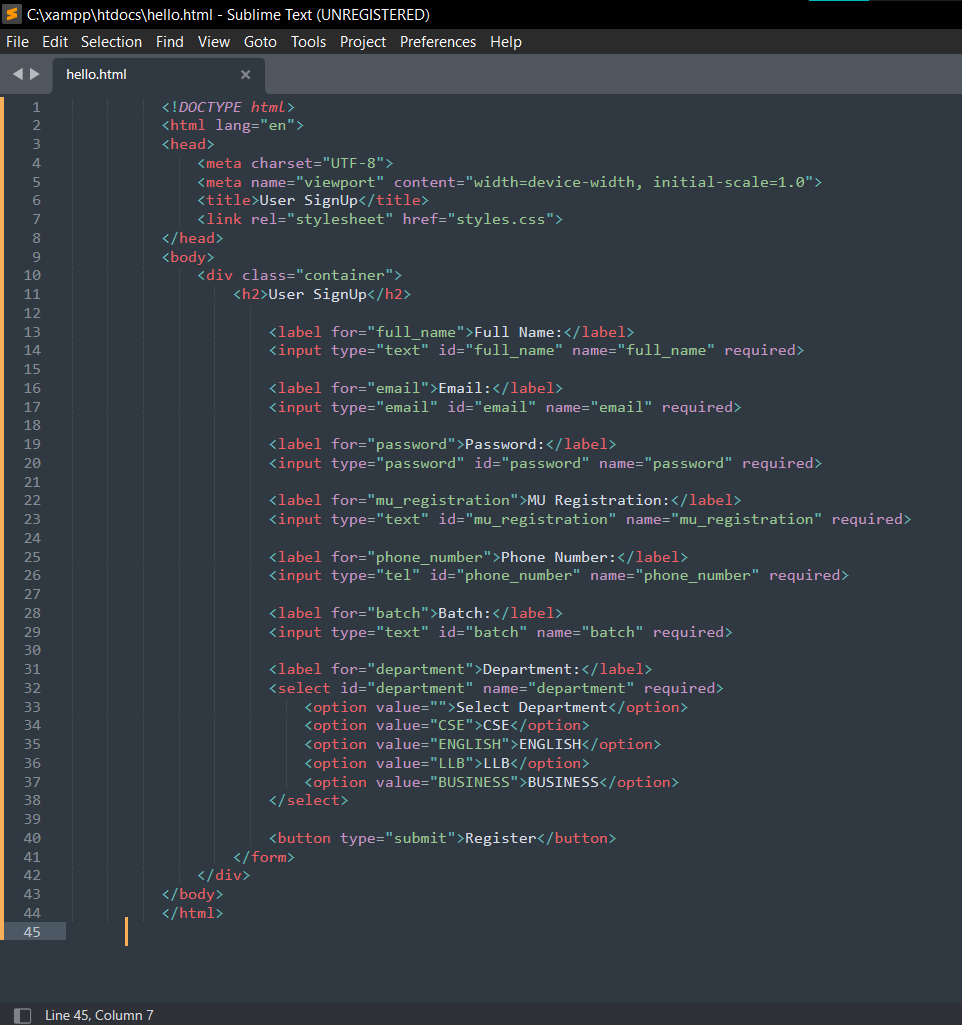 C:\xampp\htdocs\hello.html - Sublime Text (UNREGISTERED)
File Edit Selection Find View Goto Tools Project Preferences Help
hello.html
1 <!DOCTYPE html>
2 <html lang="en">
3 <head>
4 <meta charset="UTF-8">
5 <meta name="viewport" content="width=device-width, initial-scale=1.0">
6 <title>User SignUp</title>
7 <link rel="stylesheet" href="styles.css">
8 </head>
9 <body>
10 <div class="container">
11 <h2>User SignUp</h2>
12
13 <label for="full_name">Full Name:</label>
14 <input type="text" id="full_name" name="full_name" required>
15
16 <label for="email">Email:</label>
17 <input type="email" id="email" name="email" required>
18
19 <label for="password">Password:</label>
20 <input type="password" id="password" name="password" required>
21
22 <label for="mu_registration">MU Registration:</label>
23 <input type="text" id="mu_registration" name="mu_registration" required>
24
25 <label for="phone_number">Phone Number:</label>
26 <input type="tel" id="phone_number" name="phone_number" required>
27
28 <label for="batch">Batch:</label>
29 <input type="text" id="batch" name="batch" required>
30
31 <label for="department">Department:</label>
32 <select id="department" name="department" required>
33 <option value="">Select Department</option>
34 <option value="CSE">CSE</option>
35 <option value="ENGLISH">ENGLISH</option>
36 <option value="LLB">LLB</option>
37 <option value="BUSINESS">BUSINESS</option>
38 </select>
39
40 <button type="submit">Register</button>
41 </form>
42 </div>
43 </body>
44 </html>
45
Line 45, Column 7